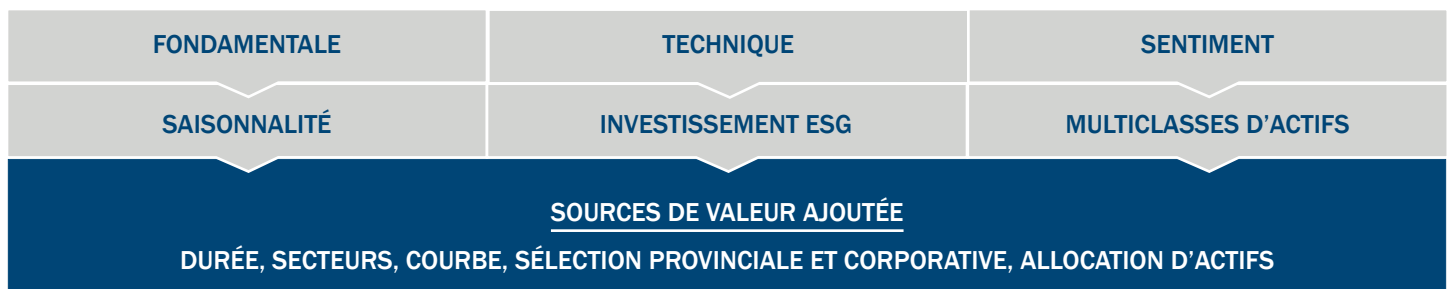 FONDAMENTALE
TECHNIQUE
SENTIMENT
SAISONNALITÉ
INVESTISSEMENT ESG
MULTICLASSES D’ACTIFS
SOURCES DE VALEUR AJOUTÉE
DURÉE, SECTEURS, COURBE, SÉLECTION PROVINCIALE ET CORPORATIVE, ALLOCATION D’ACTIFS